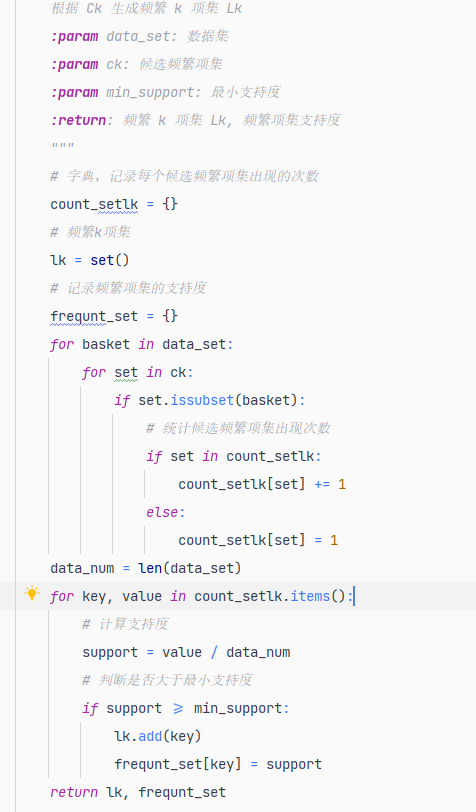 根据 Ck 生成频繁 k 项集 Lk
:param data_set: 数据集
:param ck: 候选频繁项集
:param min_support: 最小支持度
:return: 频繁 k 项集 Lk, 频繁项集支持度
"""
# 字典，记录每个候选频繁项集出现的次数
count_setlk = {}
# 频繁k项集
lk = set()
# 记录频繁项集的支持度
frequnt_set = {}
for basket in data_set:
for set in ck:
if set.issubset(basket):
# 统计候选频繁项集出现次数
if set in count_setlk:
count_setlk[set] += 1
else:
count_setlk[set] = 1
data_num = len(data_set)
for key, value in count_setlk.items():
# 计算支持度
support = value / data_num
# 判断是否大于最小支持度
if support ⩾ min_support:
lk.add(key)
frequnt_set[key] = support
return lk, frequnt_set